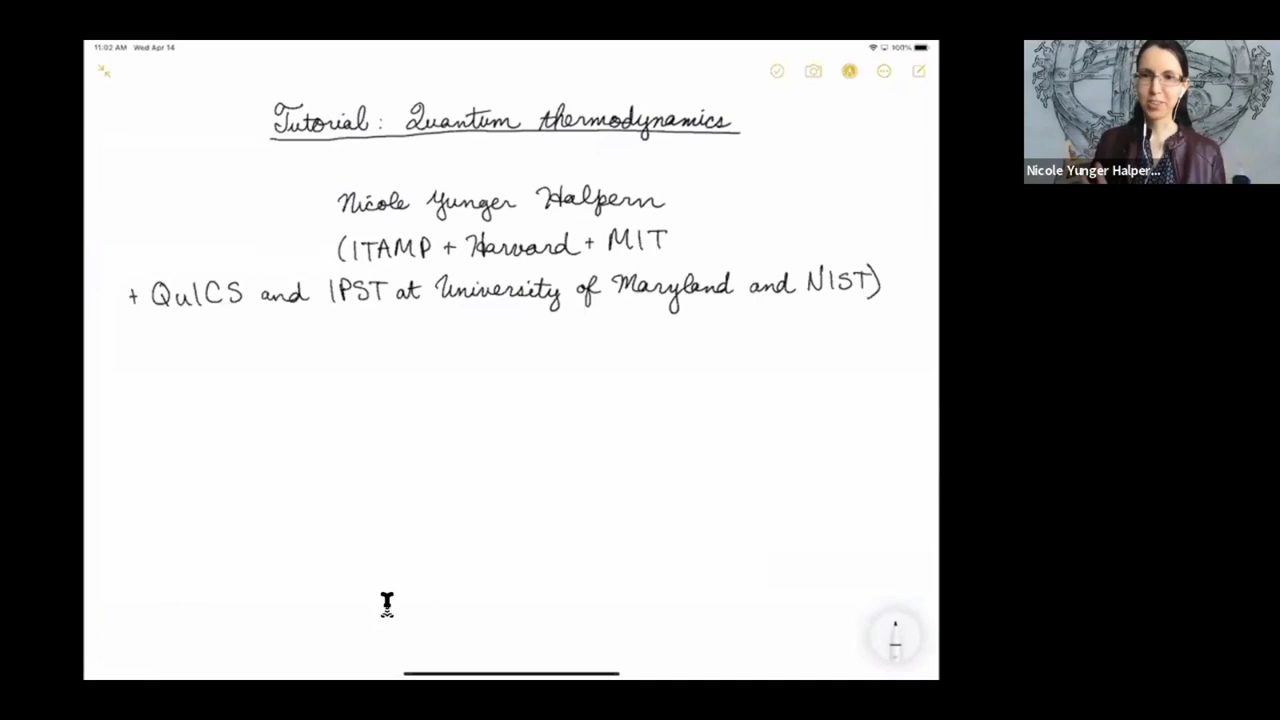 11:02 AM Wed Apr 14
100%
Tutorial: Quantum thermodynamics
Nicole Yunger Halpern
(ITAMP + Harvard + MIT
+ QuICS and IPST at University of Maryland and NIST)
Nicole Yunger Halper...